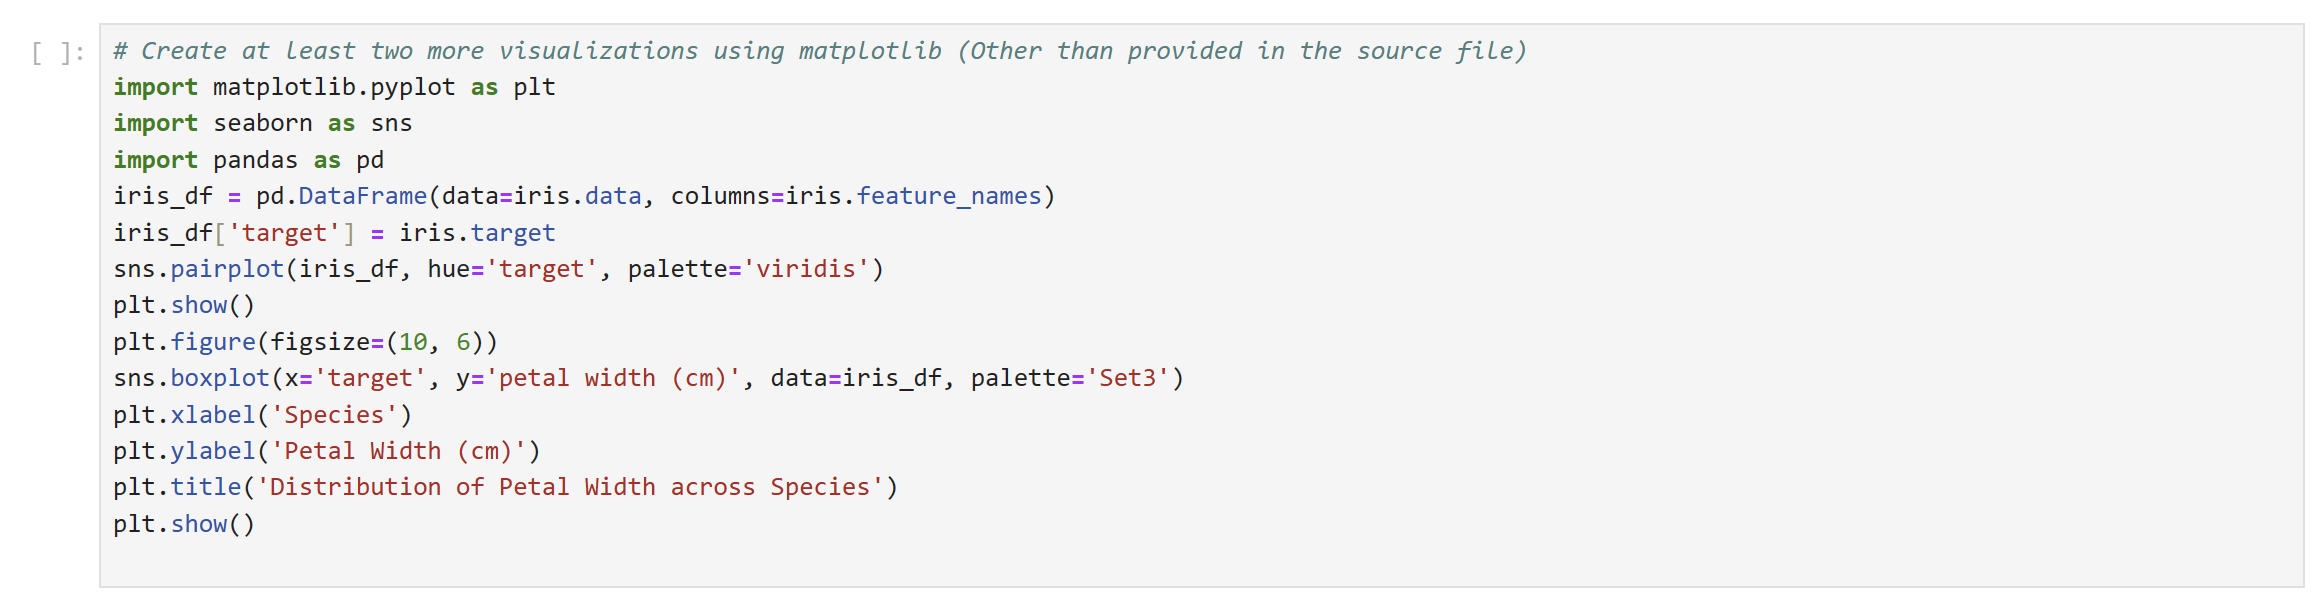 [ ]:
# Create at least two more visualizations using matplotlib (Other than provided in the source file)
import matplotlib.pyplot as plt
import seaborn as sns
import pandas as pd
iris_df = pd.DataFrame(data=iris.data, columns=iris.feature_names)
iris_df['target'] = iris.target
sns.pairplot(iris_df, hue='target', palette='viridis')
plt.show()
plt.figure(figsize=(10, 6))
sns.boxplot(x='target', y='petal width (cm)', data=iris_df, palette='Set3')
plt.xlabel('Species')
plt.ylabel('Petal Width (cm)')
plt.title('Distribution of Petal Width across Species')
plt.show()